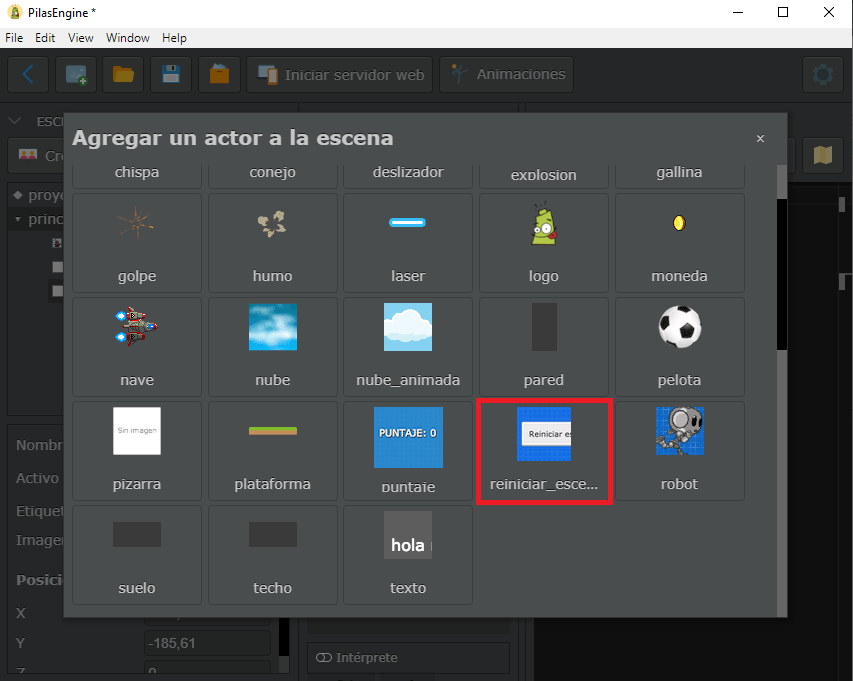 PilasEngine *
File Edit View Window Help
Iniciar servidor web
Animaciones
Agregar un actor a la escena
×
chispa conejo deslizador explosion gallina
golpe humo laser logo moneda
nave nube nube_animada pared pelota
Sin imagen
PUNTAJE: 0
Reiniciar es
pizarra plataforma puntaje reiniciar_esce... robot
hola
suelo techo texto
ESC
Cr
proye
princ
Nombr
Activo
Etiquet
Imagen
Posició
X
Y -185,61
Z 0
Intérprete